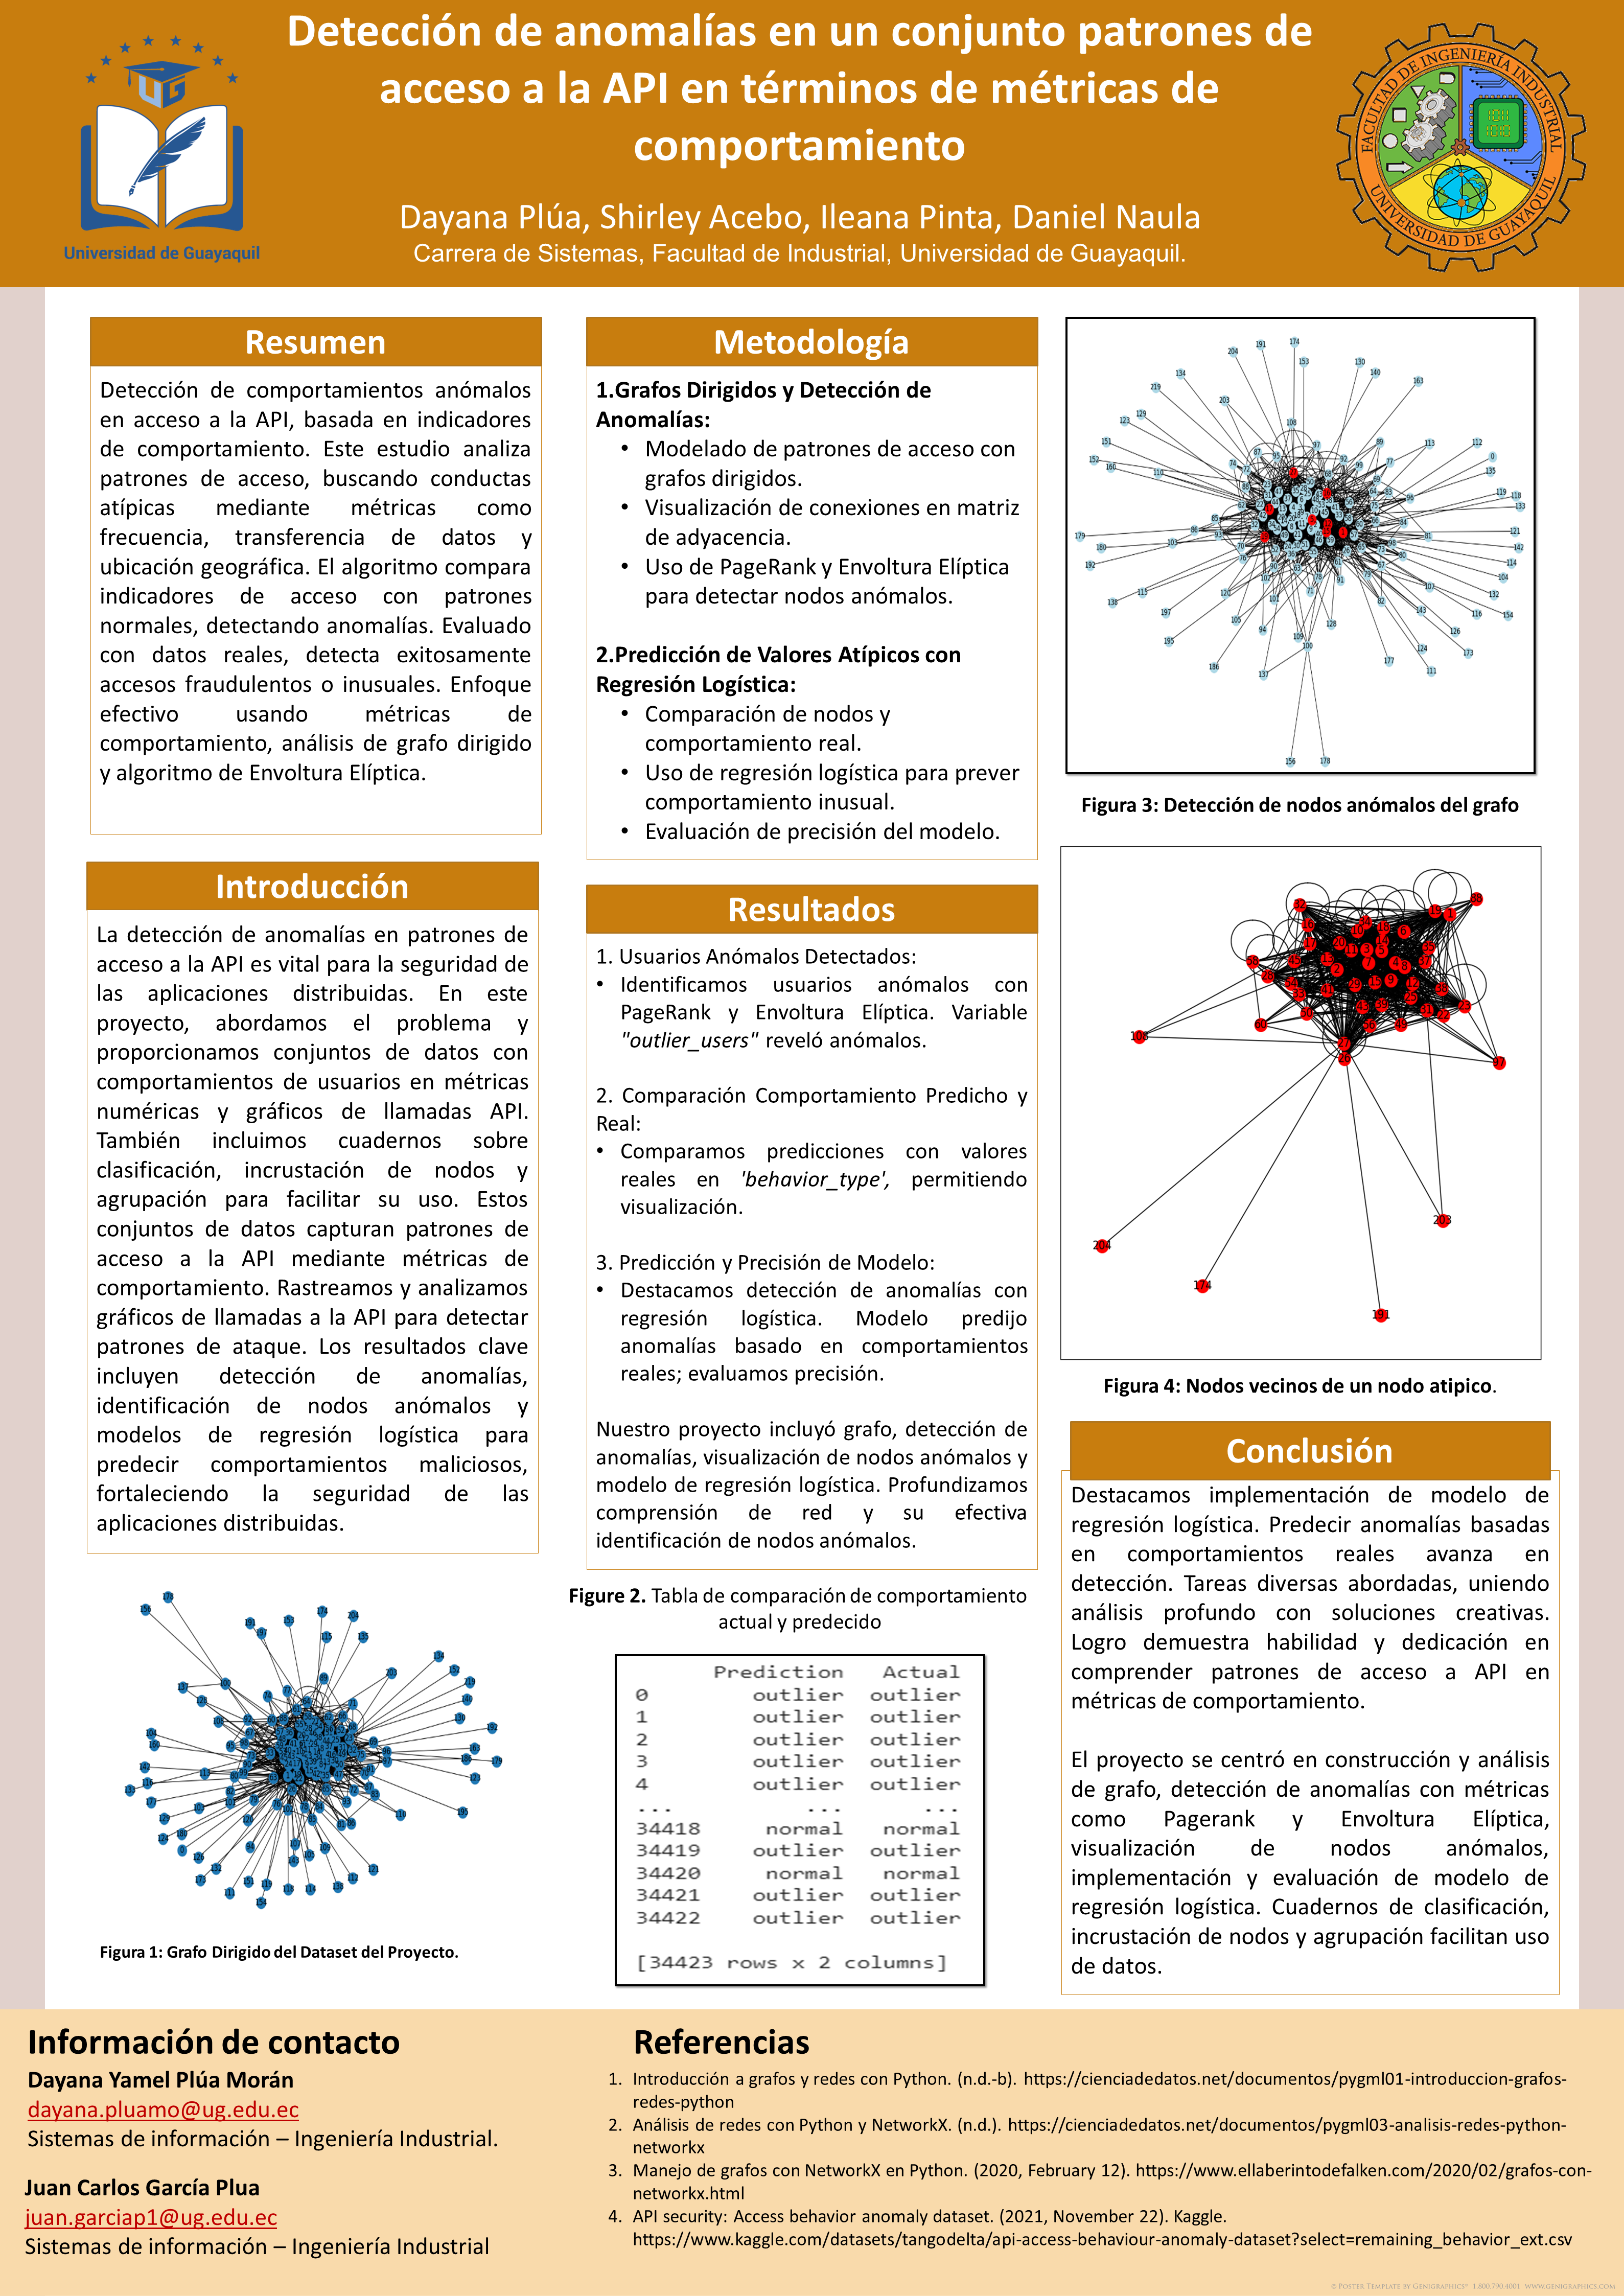 Detección de anomalías en un conjunto patrones de
acceso a la API en términos de métricas de
comportamiento
Dayana Plúa, Shirley Acebo, Ileana Pinta, Daniel Naula
Carrera de Sistemas, Facultad de Industrial, Universidad de Guayaquil.
UG
Universidad de Guayaquil
FACULTAD DE INGENIERÍA INDUSTRIAL
UNIVERSIDAD DE GUAYAQUIL
Resumen
Detección de comportamientos anómalos
en acceso a la API, basada en indicadores
de comportamiento. Este estudio analiza
patrones de acceso, buscando conductas
atípicas mediante métricas como
frecuencia, transferencia de datos y
ubicación geográfica. El algoritmo compara
indicadores de acceso con patrones
normales, detectando anomalías. Evaluado
con datos reales, detecta exitosamente
accesos fraudulentos o inusuales. Enfoque
efectivo usando métricas de
comportamiento, análisis de grafo dirigido
y algoritmo de Envoltura Elíptica.
Introducción
La detección de anomalías en patrones de
acceso a la API es vital para la seguridad de
las aplicaciones distribuidas. En este
proyecto, abordamos el problema y
proporcionamos conjuntos de datos con
comportamientos de usuarios en métricas
numéricas y gráficos de llamadas API.
También incluimos cuadernos sobre
clasificación, incrustación de nodos y
agrupación para facilitar su uso. Estos
conjuntos de datos capturan patrones de
acceso a la API mediante métricas de
comportamiento. Rastreamos y analizamos
gráficos de llamadas a la API para detectar
patrones de ataque. Los resultados clave
incluyen detección de anomalías,
identificación de nodos anómalos y
modelos de regresión logística para
predecir comportamientos maliciosos,
fortaleciendo la seguridad de las
aplicaciones distribuidas.
Figura 1: Grafo Dirigido del Dataset del Proyecto.
Metodología
1.Grafos Dirigidos y Detección de
Anomalías:
• Modelado de patrones de acceso con
grafos dirigidos.
• Visualización de conexiones en matriz
de adyacencia.
• Uso de PageRank y Envoltura Elíptica
para detectar nodos anómalos.
2.Predicción de Valores Atípicos con
Regresión Logística:
• Comparación de nodos y
comportamiento real.
• Uso de regresión logística para prever
comportamiento inusual.
• Evaluación de precisión del modelo.
Resultados
1. Usuarios Anómalos Detectados:
• Identificamos usuarios anómalos con
PageRank y Envoltura Elíptica. Variable
"outlier_users" reveló anómalos.
2. Comparación Comportamiento Predicho y
Real:
• Comparamos predicciones con valores
reales en 'behavior_type', permitiendo
visualización.
3. Predicción y Precisión de Modelo:
• Destacamos detección de anomalías con
regresión logística. Modelo predijo
anomalías basado en comportamientos
reales; evaluamos precisión.
Nuestro proyecto incluyó grafo, detección de
anomalías, visualización de nodos anómalos y
modelo de regresión logística. Profundizamos
comprensión de red y su efectiva
identificación de nodos anómalos.
Figure 2. Tabla de comparación de comportamiento
actual y predecido
Prediction Actual
0 outlier outlier
1 outlier outlier
2 outlier outlier
3 outlier outlier
4 outlier outlier
... ... ...
34418 normal normal
34419 outlier outlier
34420 normal normal
34421 outlier outlier
34422 outlier outlier
[34423 rows x 2 columns]
Figura 3: Detección de nodos anómalos del grafo
204
174
191
203
Figura 4: Nodos vecinos de un nodo atipico.
Conclusión
Destacamos implementación de modelo de
regresión logística. Predecir anomalías basadas
en comportamientos reales avanza en
detección. Tareas diversas abordadas, uniendo
análisis profundo con soluciones creativas.
Logro demuestra habilidad y dedicación en
comprender patrones de acceso a API en
métricas de comportamiento.
El proyecto se centró en construcción y análisis
de grafo, detección de anomalías con métricas
como Pagerank y Envoltura Elíptica,
visualización de nodos anómalos,
implementación y evaluación de modelo de
regresión logística. Cuadernos de clasificación,
incrustación de nodos y agrupación facilitan uso
de datos.
Información de contacto
Dayana Yamel Plúa Morán
dayana.pluamo@ug.edu.ec
Sistemas de información – Ingeniería Industrial.
Juan Carlos García Plua
juan.garciap1@ug.edu.ec
Sistemas de información – Ingeniería Industrial
Referencias
1. Introducción a grafos y redes con Python. (n.d.-b). https://cienciadedatos.net/documentos/pygml01-introduccion-grafos-
redes-python
2. Análisis de redes con Python y NetworkX. (n.d.). https://cienciadedatos.net/documentos/pygml03-analisis-redes-python-
networkx
3. Manejo de grafos con NetworkX en Python. (2020, February 12). https://www.ellaberintodefalken.com/2020/02/grafos-con-
networkx.html
4. API security: Access behavior anomaly dataset. (2021, November 22). Kaggle.
https://www.kaggle.com/datasets/tangodelta/api-access-behaviour-anomaly-dataset?select=remaining_behavior_ext.csv
© POSTER TEMPLATE BY GENIGRAPHICS® 1.800.790.4001 WWW.GENIGRAPHICS.COM